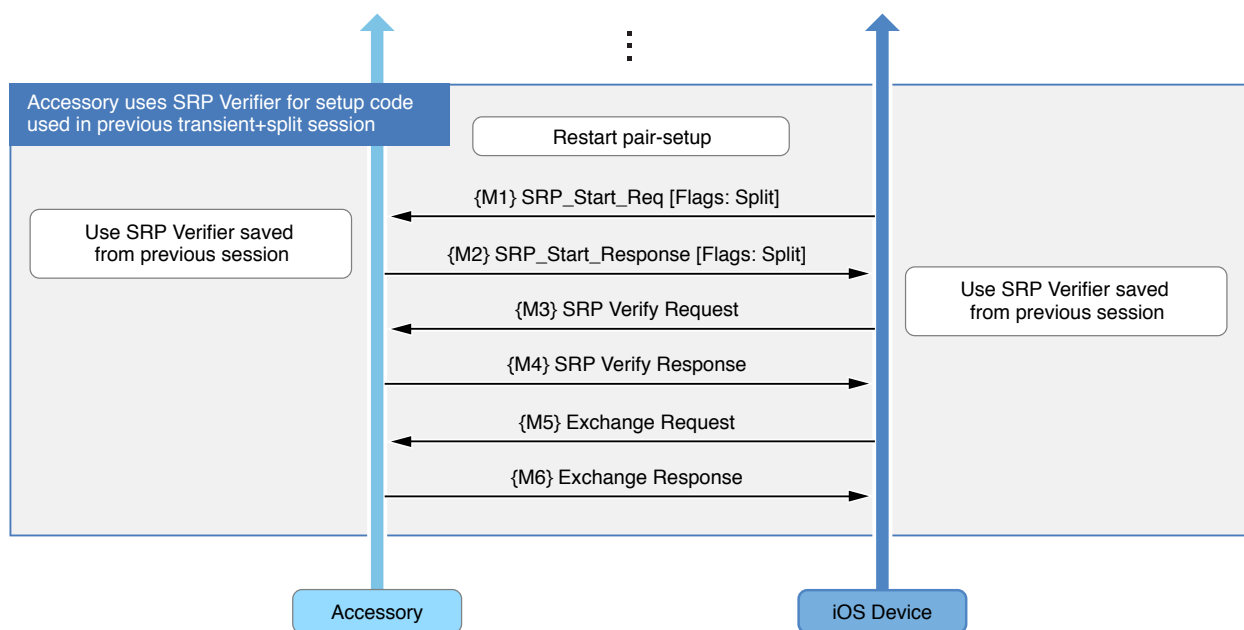 Accessory uses SRP Verifier for setup code
used in previous transient+split session
Restart pair-setup
{M1} SRP_Start_Req [Flags: Split]
Use SRP Verifier saved
from previous session
{M2} SRP_Start_Response [Flags: Split]
Use SRP Verifier saved
from previous session
{M3} SRP Verify Request
{M4} SRP Verify Response
{M5} Exchange Request
{M6} Exchange Response
Accessory
iOS Device